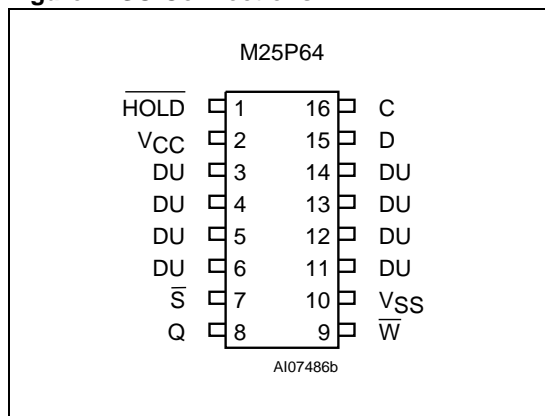 M25P64
H̅O̅L̅D̅ 1 16 C
VCC 2 15 D
DU 3 14 DU
DU 4 13 DU
DU 5 12 DU
DU 6 11 DU
S̅ 7 10 VSS
Q 8 9 W̅
AI07486b